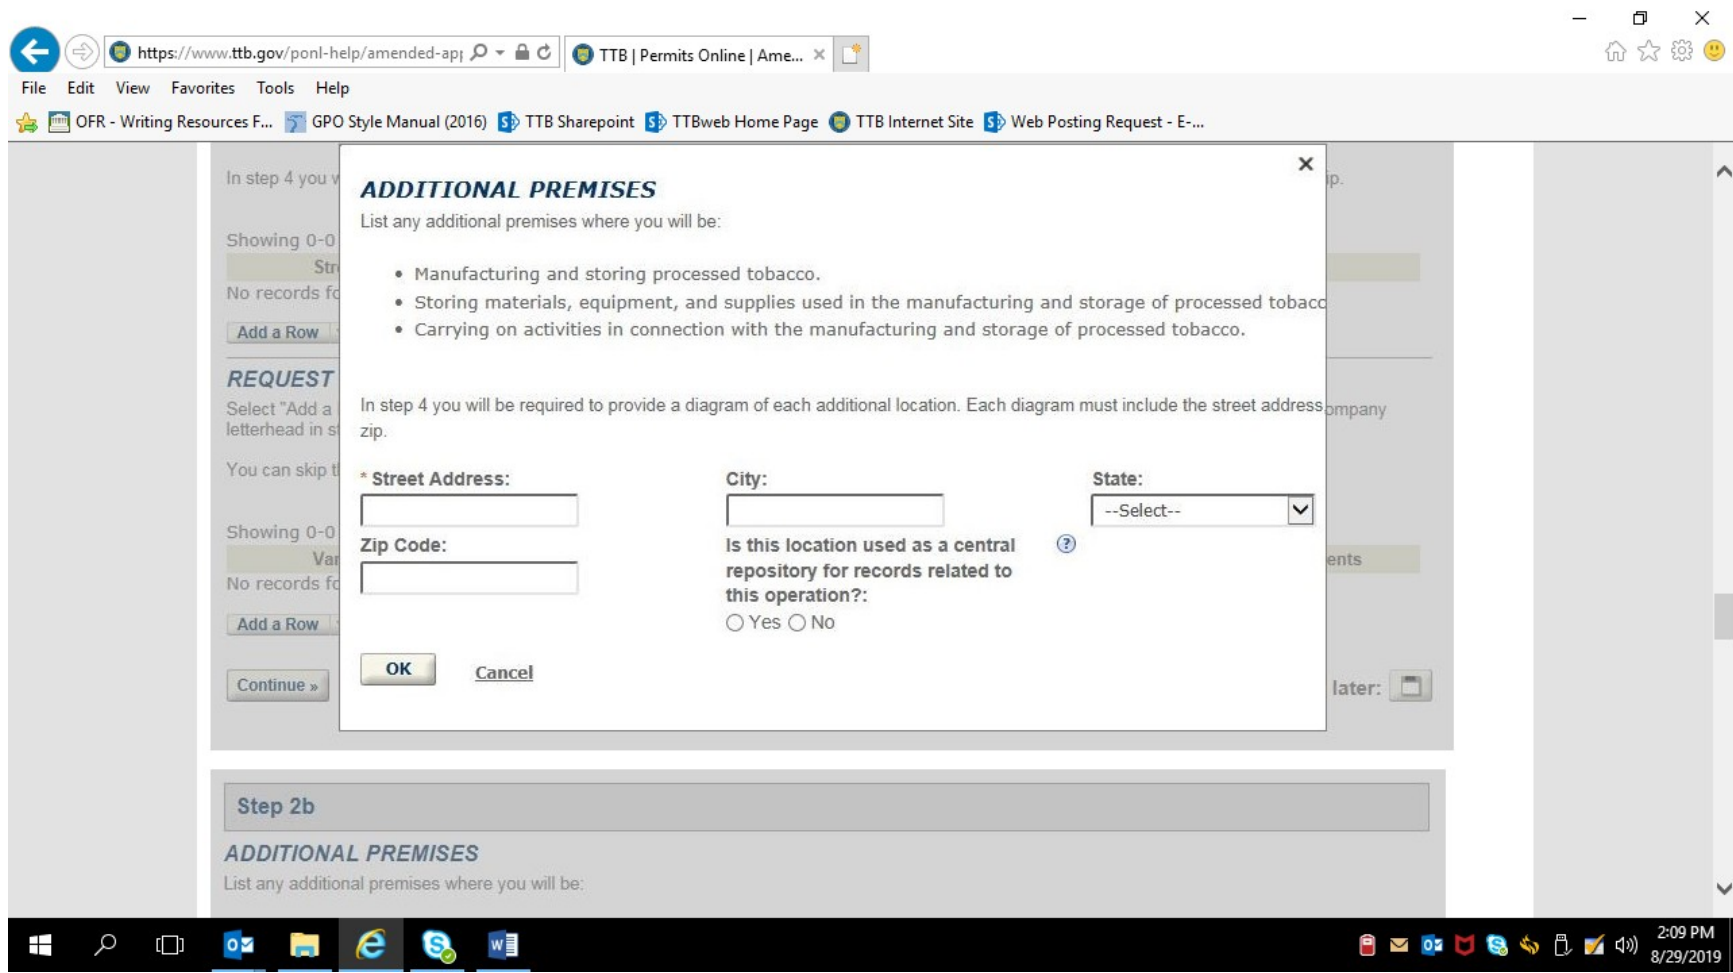 https://www.ttb.gov/ponl-help/amended-ap
TTB | Permits Online | Ame...
File Edit View Favorites Tools Help
OFR - Writing Resources F... GPO Style Manual (2016) TTB Sharepoint TTBweb Home Page TTB Internet Site Web Posting Request - E-...
In step 4 you
ip.
ADDITIONAL PREMISES
List any additional premises where you will be:
Showing 0-0
Str
No records fo
• Manufacturing and storing processed tobacco.
• Storing materials, equipment, and supplies used in the manufacturing and storage of processed tobacc
• Carrying on activities in connection with the manufacturing and storage of processed tobacco.
Add a Row
REQUEST
Select "Add a
letterhead in st
ompany
In step 4 you will be required to provide a diagram of each additional location. Each diagram must include the street address
zip.
You can skip t
* Street Address: City: State:
--Select--
Showing 0-0
Var
No records fo
ents
Zip Code: Is this location used as a central
repository for records related to
this operation?:
Yes No
Add a Row
OK Cancel
Continue »
later:
Step 2b
ADDITIONAL PREMISES
List any additional premises where you will be:
2:09 PM
8/29/2019